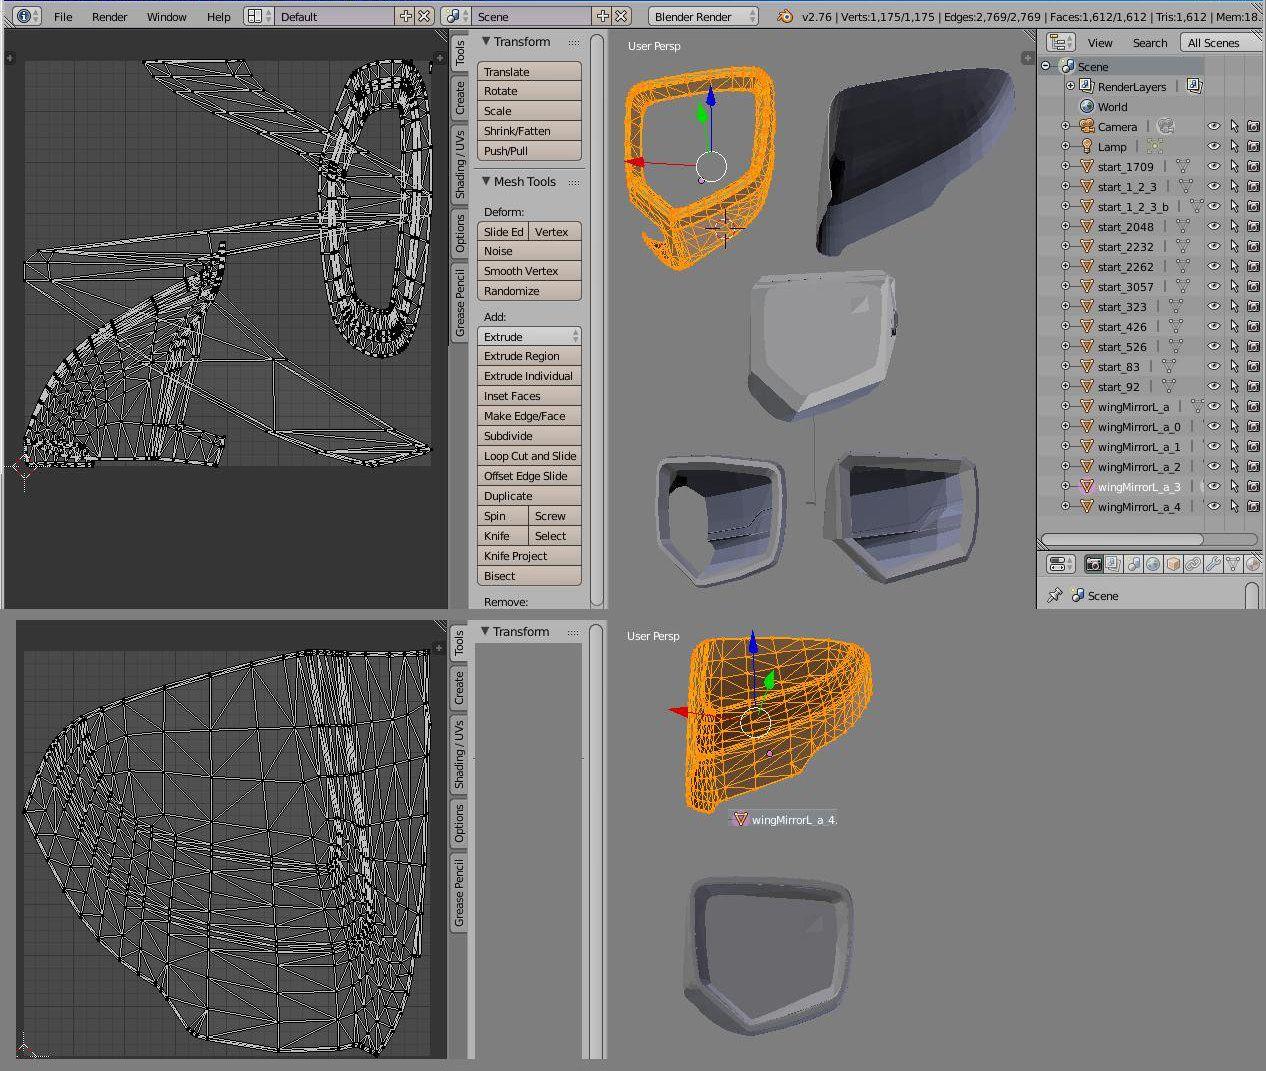 File Render Window Help Default Scene Blender Render v2.76 | Verts:1,175/1,175 | Edges:2,769/2,769 | Faces:1,612/1,612 | Tris:1,612 | Mem:18.
Tools
Create
Shading / UVs
Options
Grease Pencil
Transform
Translate
Rotate
Scale
Shrink/Fatten
Push/Pull
Mesh Tools
Deform:
Slide Ed Vertex
Noise
Smooth Vertex
Randomize
Add:
Extrude
Extrude Region
Extrude Individual
Inset Faces
Make Edge/Face
Subdivide
Loop Cut and Slide
Offset Edge Slide
Duplicate
Spin Screw
Knife Select
Knife Project
Bisect
Remove:
User Persp
View Search All Scenes
Scene
RenderLayers
World
Camera
Lamp
start_1709
start_1_2_3
start_1_2_3_b
start_2048
start_2232
start_2262
start_3057
start_323
start_426
start_526
start_83
start_92
wingMirrorL_a
wingMirrorL_a_0
wingMirrorL_a_1
wingMirrorL_a_2
wingMirrorL_a_3
wingMirrorL_a_4
Scene
Tools
Create
Shading / UVs
Options
Grease Pencil
Transform
User Persp
wingMirrorL_a_4.